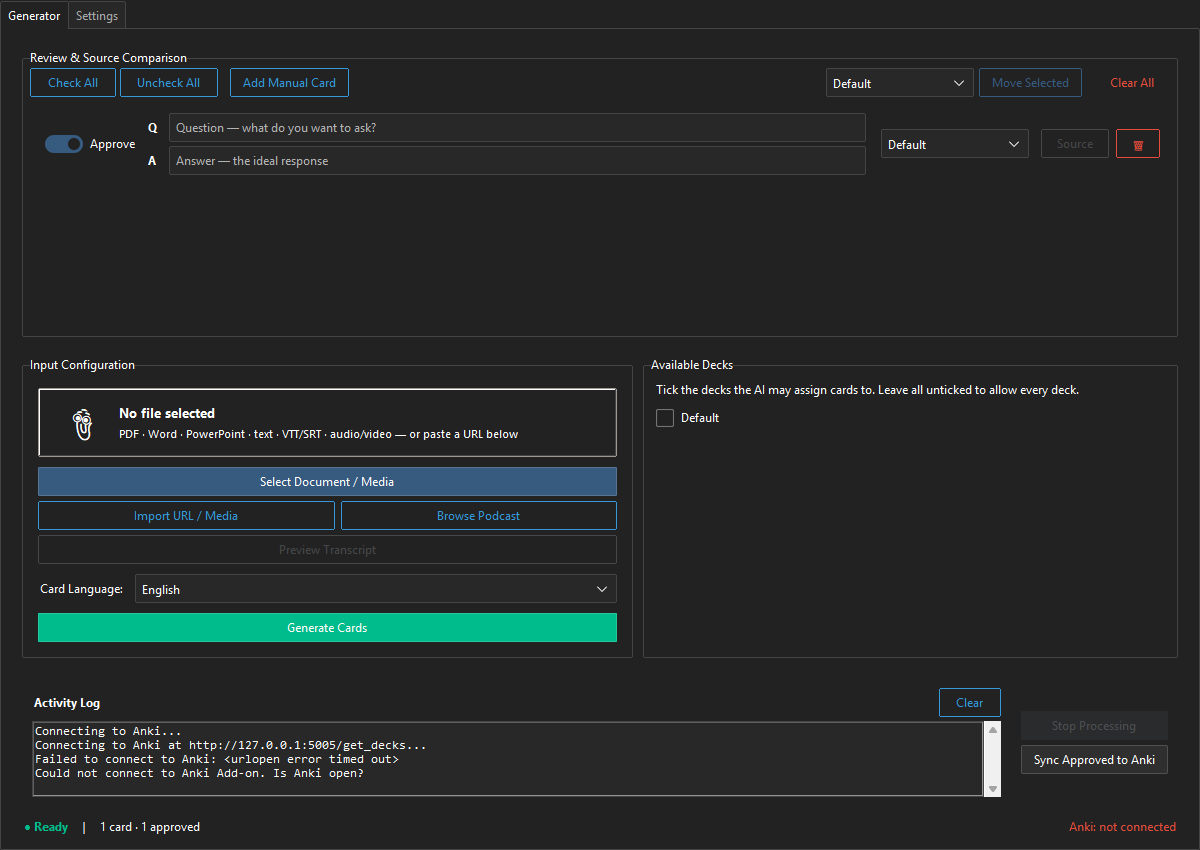 Generator Settings
Review & Source Comparison
Check All Uncheck All Add Manual Card Default Move Selected Clear All
Q Question — what do you want to ask?
Approve Default Source
A Answer — the ideal response
Input Configuration
No file selected
PDF · Word · PowerPoint · text · VTT/SRT · audio/video — or paste a URL below
Select Document / Media
Import URL / Media Browse Podcast
Preview Transcript
Card Language: English
Generate Cards
Available Decks
Tick the decks the AI may assign cards to. Leave all unticked to allow every deck.
Default
Activity Log Clear
Connecting to Anki...
Connecting to Anki at http://127.0.0.1:5005/get_decks...
Failed to connect to Anki: <urlopen error timed out>
Could not connect to Anki Add-on. Is Anki open?
Stop Processing
Sync Approved to Anki
● Ready | 1 card · 1 approved Anki: not connected